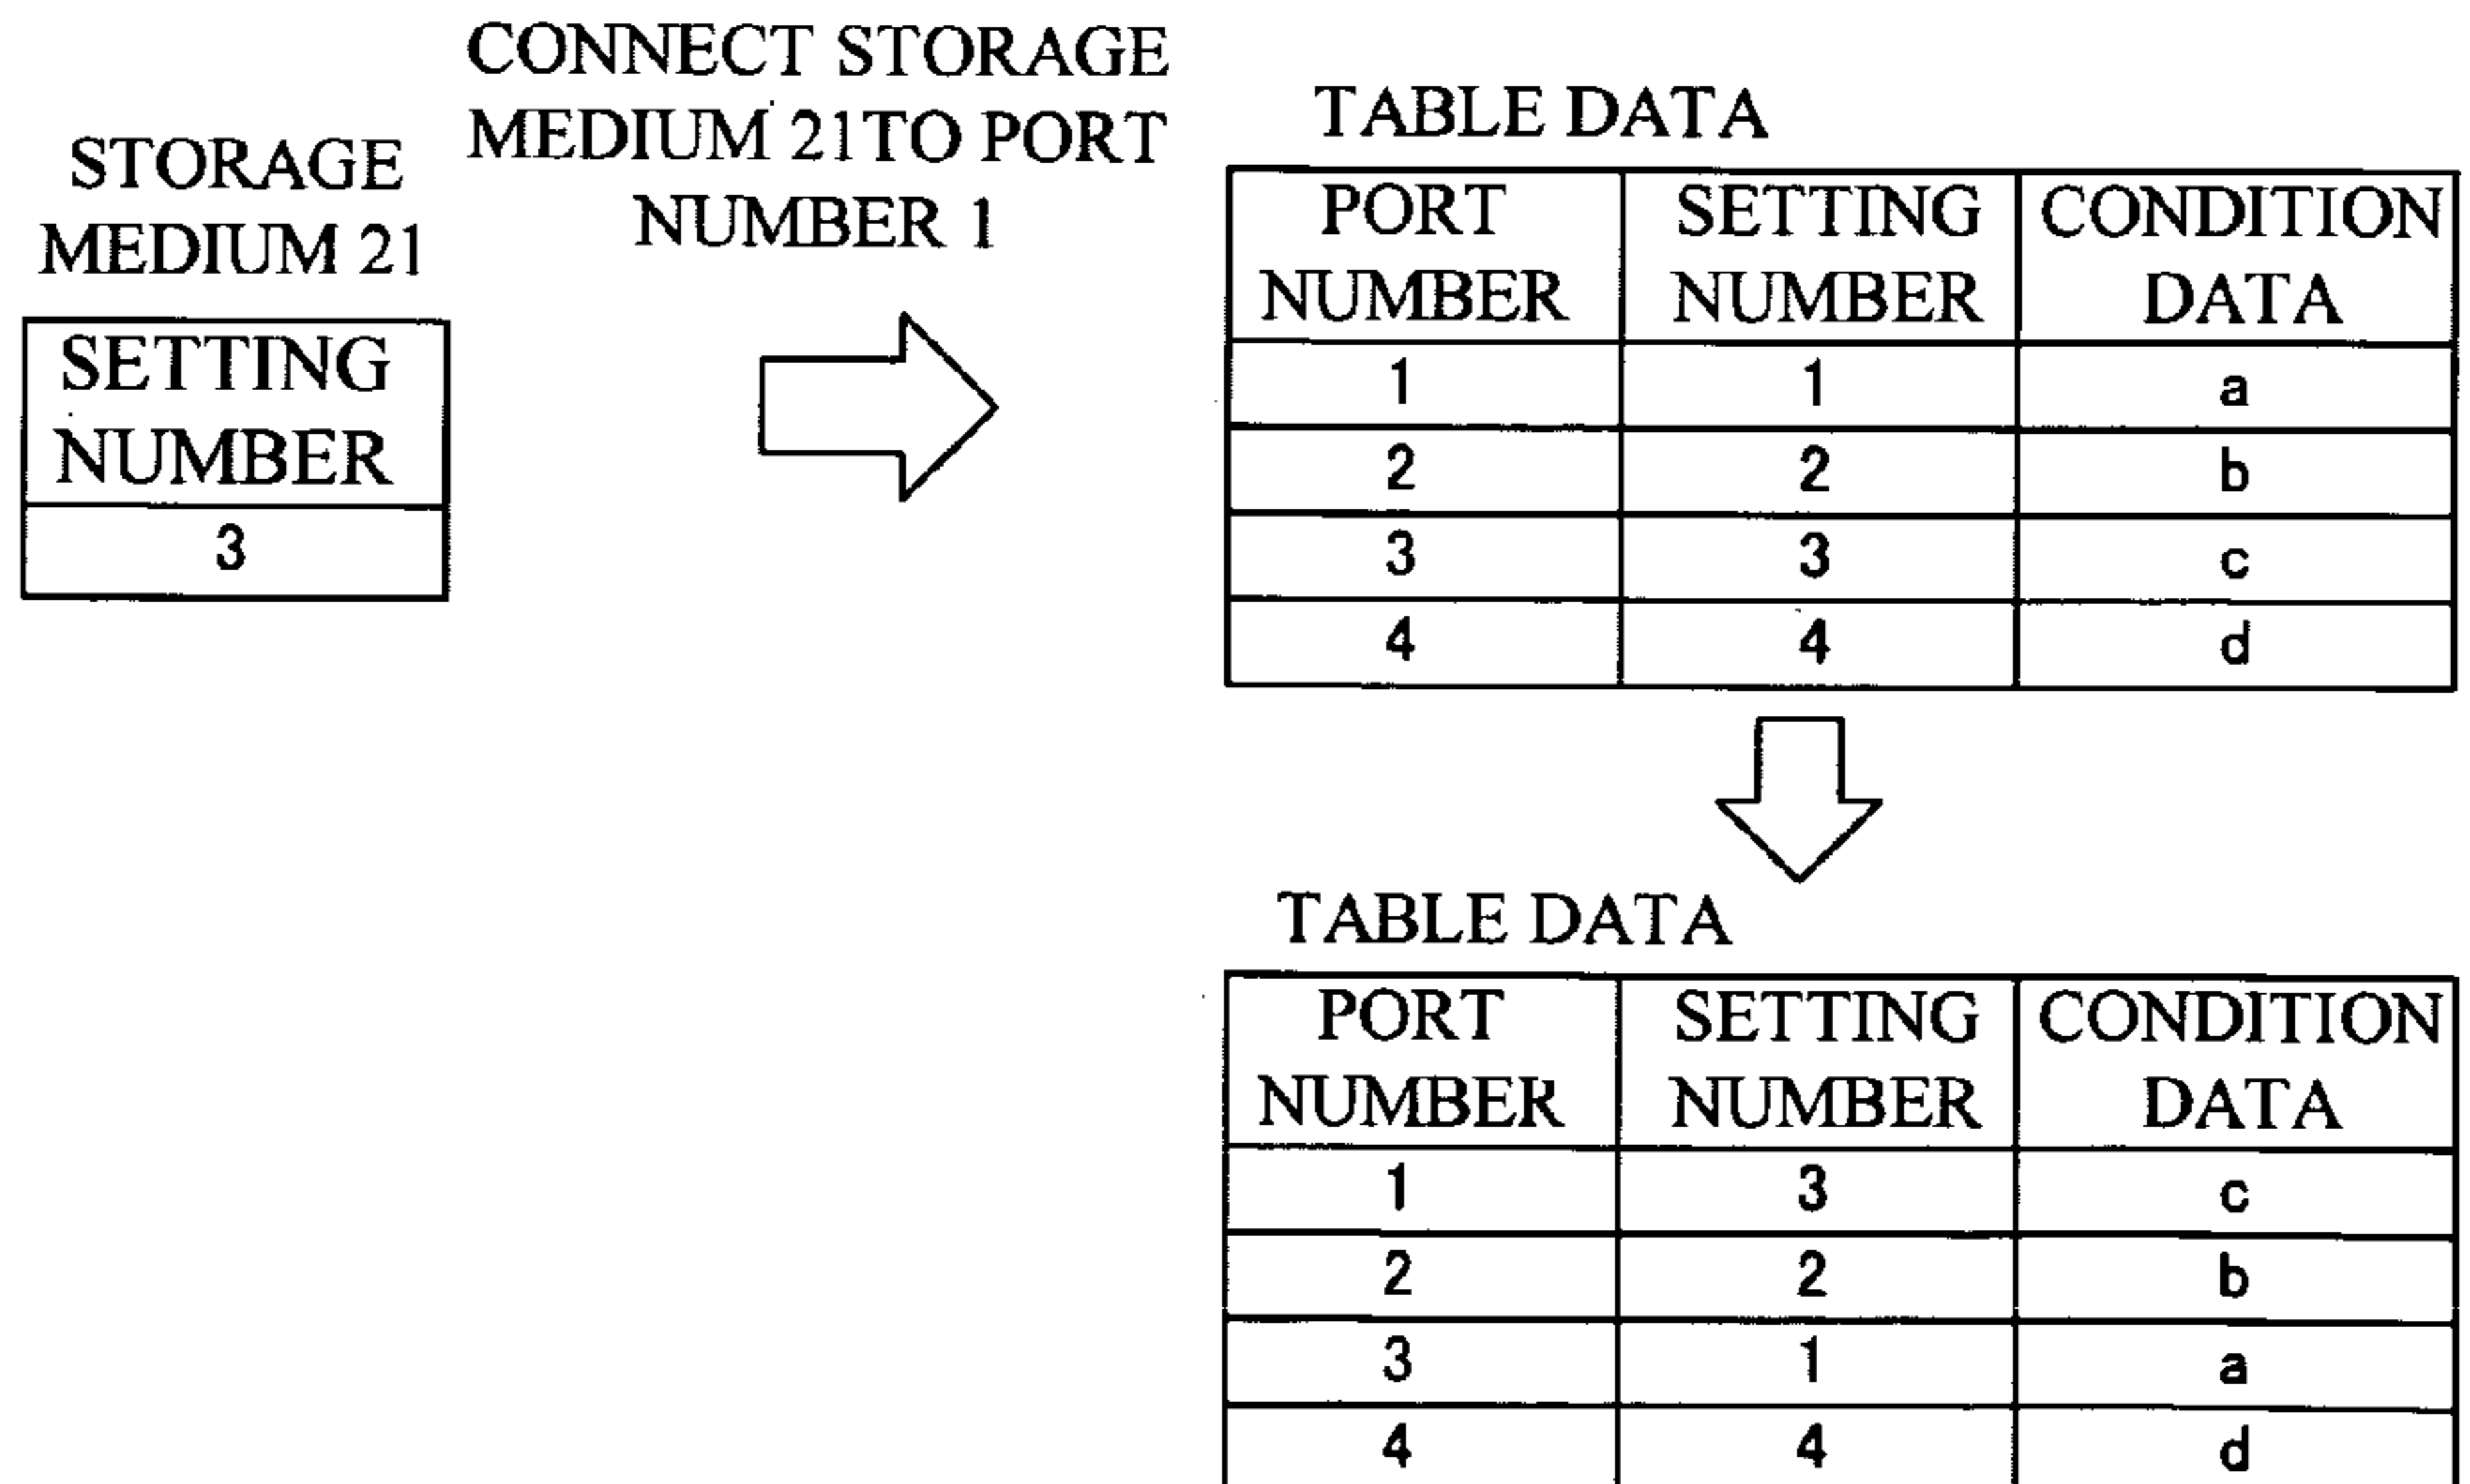 CONNECT STORAGE
MEDIUM 21TO PORT
NUMBER 1
STORAGE
MEDIUM 21
SETTING
NUMBER
3
TABLE DATA
PORT NUMBER SETTING NUMBER CONDITION DATA
1 1 a
2 2 b
3 3 c
4 4 d
TABLE DATA
PORT NUMBER SETTING NUMBER CONDITION DATA
1 3 c
2 2 b
3 1 a
4 4 d